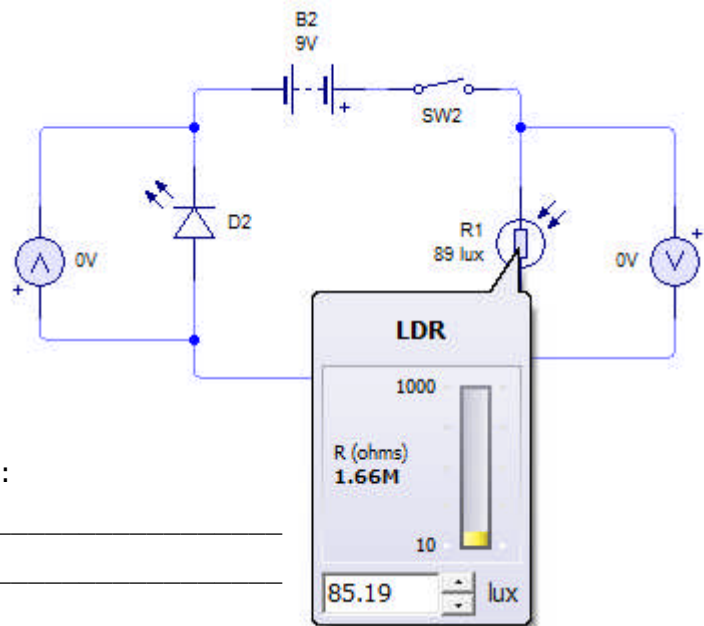 B2
9V
+
SW2
D2
0V
+
R1
89 lux
0V
V
+
LDR
1000
R (ohms)
1.66M
10
85.19 lux
: